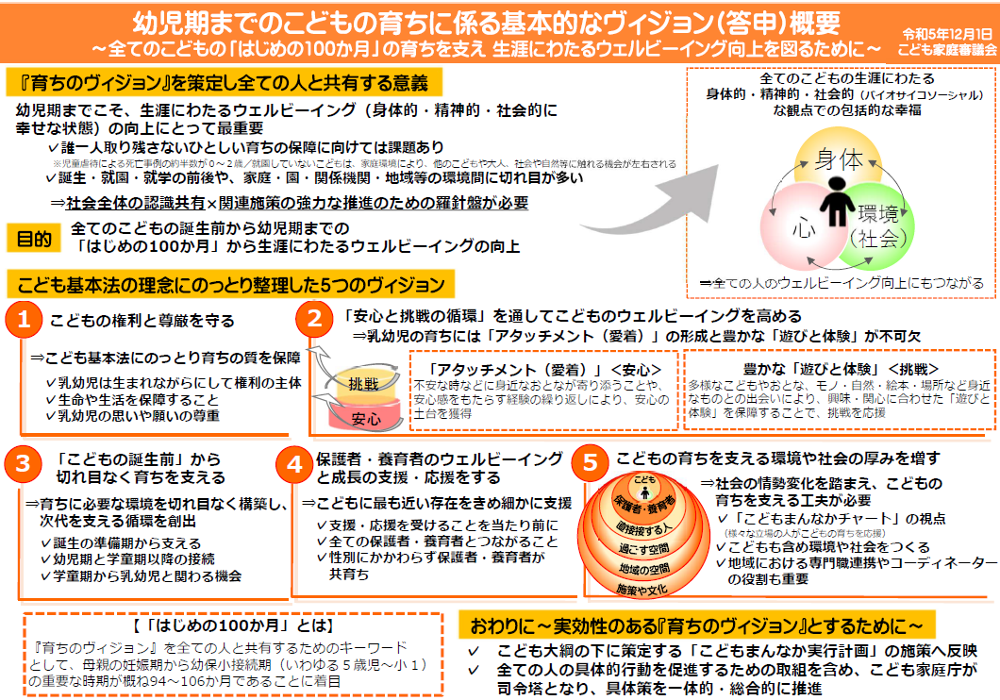 幼児期までのこどもの育ちに係る基本的なヴィジョン（答申）概要
～全てのこどもの「はじめの100か月」の育ちを支え 生涯にわたるウェルビーイング向上を図るために～
令和5年12月1日
こども家庭審議会
『育ちのヴィジョン』を策定し全ての人と共有する意義
幼児期までこそ、生涯にわたるウェルビーイング（身体的・精神的・社会的に
幸せな状態）の向上にとって最重要
✓誰一人取り残さないひとしい育ちの保障に向けては課題あり
※児童虐待による死亡事例の約半数が０～２歳／就園していないこどもは、家庭環境により、他のこどもや大人、社会や自然等に触れる機会が左右される
✓誕生・就園・就学の前後や、家庭・園・関係機関・地域等の環境間に切れ目が多い
⇒社会全体の認識共有×関連施策の強力な推進のための羅針盤が必要
目的
全てのこどもの誕生前から幼児期までの
「はじめの100か月」から生涯にわたるウェルビーイングの向上
全てのこどもの生涯にわたる
身体的・精神的・社会的（バイオサイコソーシャル）
な観点での包括的な幸福
身体
心
環境
（社会）
⇒全ての人のウェルビーイング向上にもつながる
こども基本法の理念にのっとり整理した5つのヴィジョン
1
こどもの権利と尊厳を守る
⇒こども基本法にのっとり育ちの質を保障
✓乳幼児は生まれながらにして権利の主体
✓生命や生活を保障すること
✓乳幼児の思いや願いの尊重
2
「安心と挑戦の循環」を通してこどものウェルビーイングを高める
⇒乳幼児の育ちには「アタッチメント（愛着）」の形成と豊かな「遊びと体験」が不可欠
挑戦
安心
「アタッチメント（愛着）」＜安心＞
不安な時などに身近なおとなが寄り添うことや、
安心感をもたらす経験の繰り返しにより、安心の
土台を獲得
豊かな「遊びと体験」＜挑戦＞
多様なこどもやおとな、モノ・自然・絵本・場所など身近
なものとの出会いにより、興味・関心に合わせた「遊びと
体験」を保障することで、挑戦を応援
3
「こどもの誕生前」から
切れ目なく育ちを支える
⇒育ちに必要な環境を切れ目なく構築し、
次代を支える循環を創出
✓誕生の準備期から支える
✓幼児期と学童期以降の接続
✓学童期から乳幼児と関わる機会
4
保護者・養育者のウェルビーイング
と成長の支援・応援をする
⇒こどもに最も近い存在をきめ細かに支援
✓支援・応援を受けることを当たり前に
✓全ての保護者・養育者とつながること
✓性別にかかわらず保護者・養育者が
共育ち
5
こどもの育ちを支える環境や社会の厚みを増す
こども
保護者・養育者
直接接する人
過ごす空間
地域の空間
施策や文化
⇒社会の情勢変化を踏まえ、こどもの
育ちを支える工夫が必要
✓「こどもまんなかチャート」の視点
（様々な立場の人がこどもの育ちを応援）
✓こどもも含め環境や社会をつくる
✓地域における専門職連携やコーディネーター
の役割も重要
【「はじめの100か月」とは】
『育ちのヴィジョン』を全ての人と共有するためのキーワード
として、母親の妊娠期から幼保小接続期（いわゆる５歳児～小１）
の重要な時期が概ね94～106か月であることに着目
おわりに～実効性のある『育ちのヴィジョン』とするために～
✓ こども大綱の下に策定する「こどもまんなか実行計画」の施策へ反映
✓ 全ての人の具体的行動を促進するための取組を含め、こども家庭庁が
司令塔となり、具体策を一体的・総合的に推進